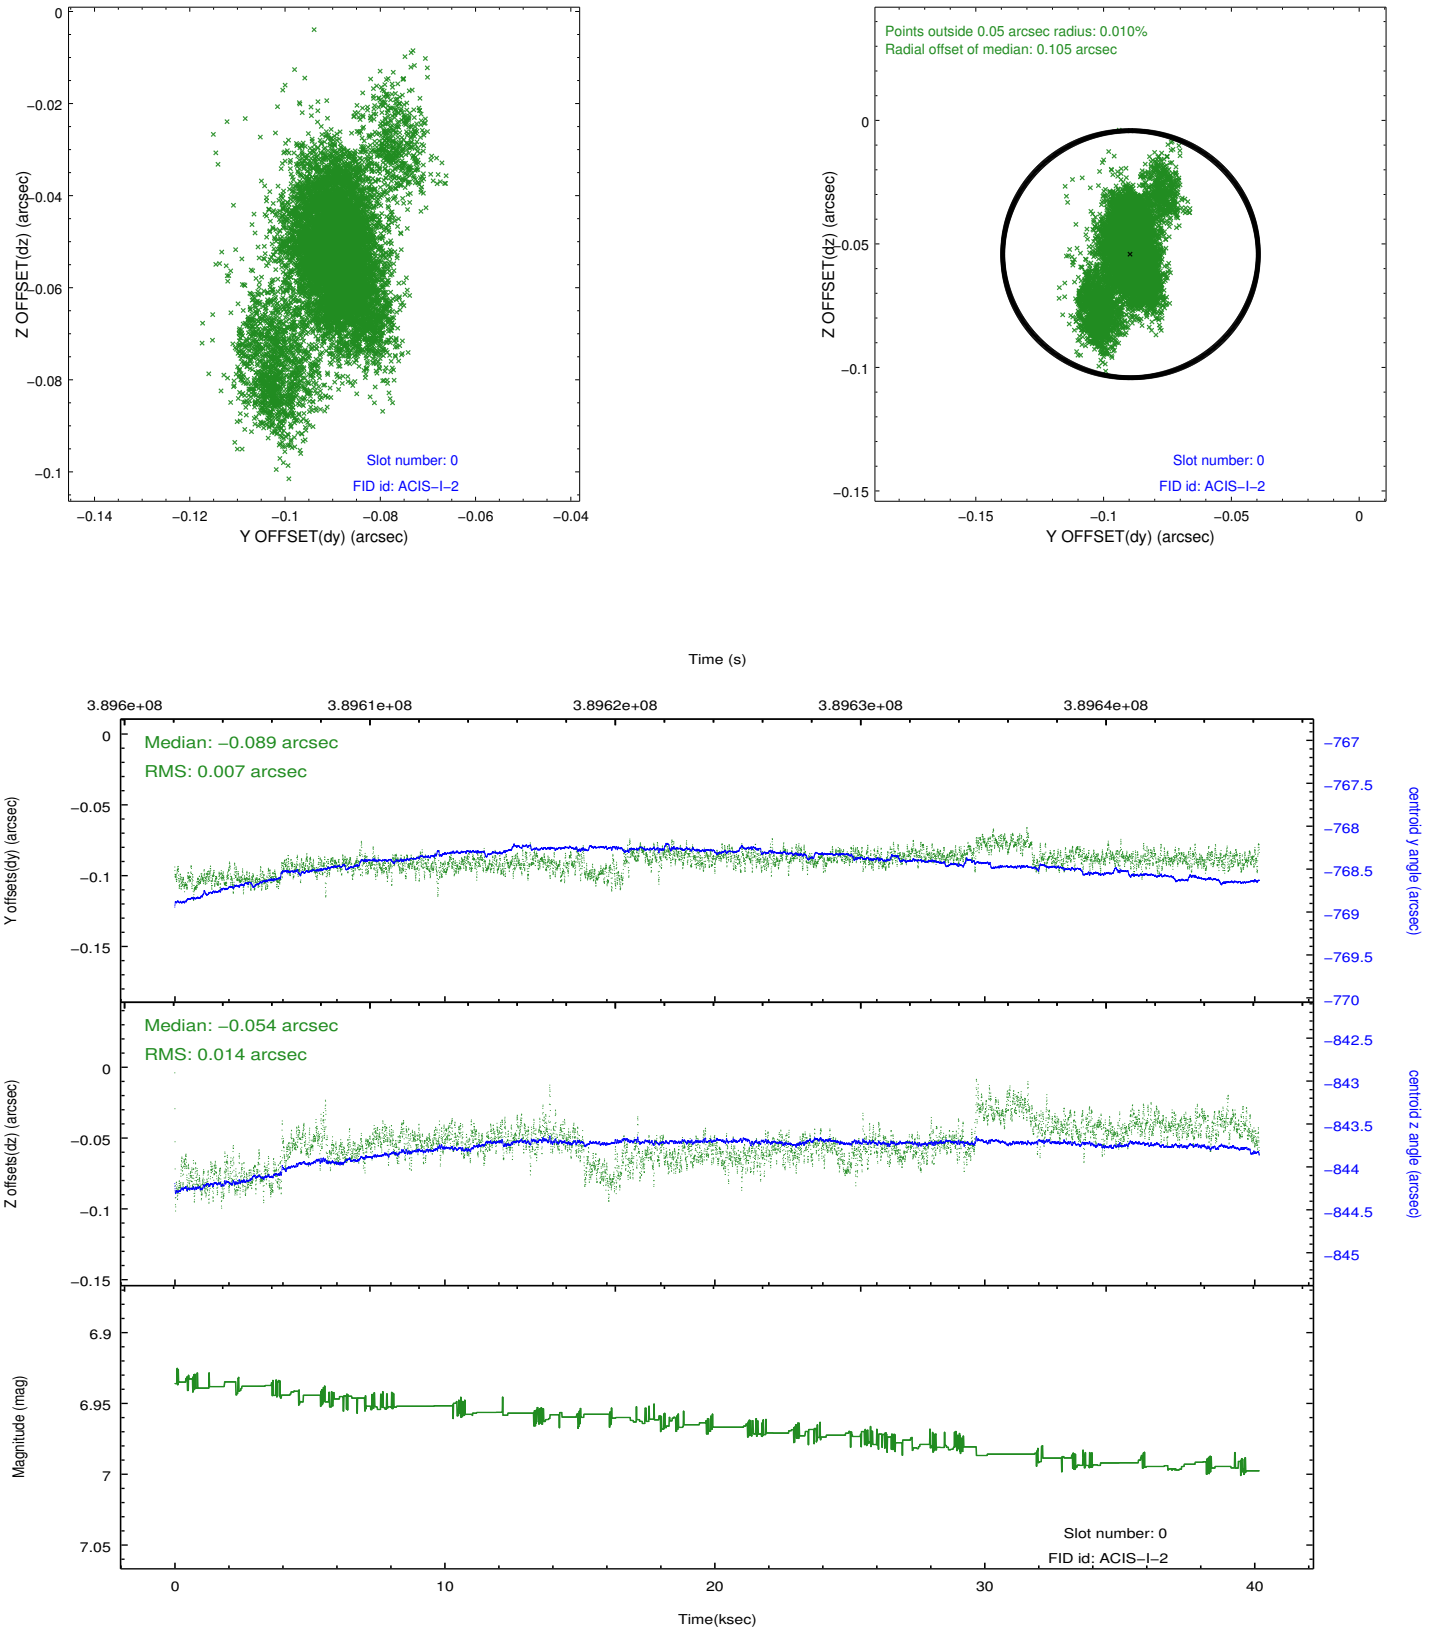 0
−0.02
−0.04
−0.06
−0.08
−0.1
Z OFFSET(dz) (arcsec)
Slot number: 0
FID id: ACIS−I−2
−0.14 −0.12 −0.1 −0.08 −0.06 −0.04
Y OFFSET(dy) (arcsec)
Points outside 0.05 arcsec radius: 0.010%
Radial offset of median: 0.105 arcsec
0
−0.05
−0.1
−0.15
Z OFFSET(dz) (arcsec)
Slot number: 0
FID id: ACIS−I−2
−0.15 −0.1 −0.05 0
Y OFFSET(dy) (arcsec)
Time (s)
3.896e+08 3.8961e+08 3.8962e+08 3.8963e+08 3.8964e+08
Median: −0.089 arcsec
RMS: 0.007 arcsec
0
−0.05
−0.1
−0.15
Y offsets(dy) (arcsec)
−767
−767.5
−768
−768.5
−769
−769.5
−770
centroid y angle (arcsec)
Median: −0.054 arcsec
RMS: 0.014 arcsec
0
−0.05
−0.1
−0.15
Z offsets(dz) (arcsec)
−842.5
−843
−843.5
−844
−844.5
−845
centroid z angle (arcsec)
6.9
6.95
7
7.05
Magnitude (mag)
Slot number: 0
FID id: ACIS−I−2
0 10 20 30 40
Time(ksec)